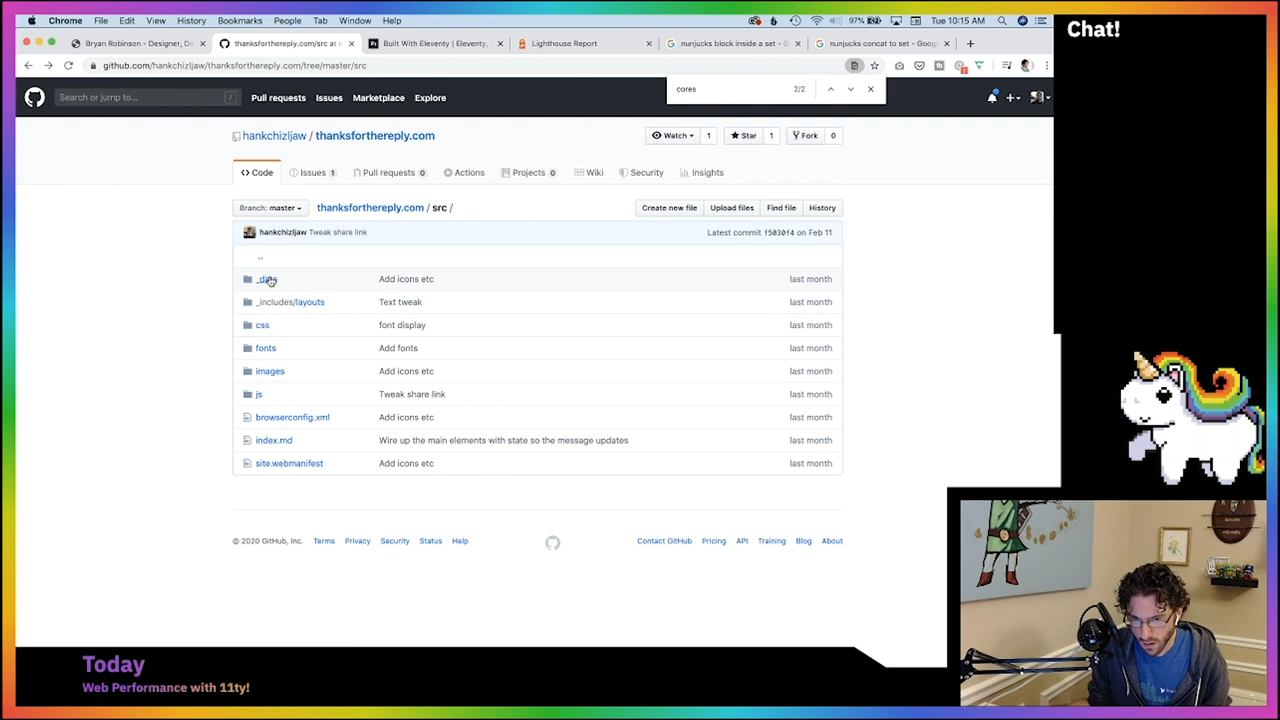 Chrome File Edit View History Bookmarks People Tab Window Help 97% Tue 10:15 AM
Bryan Robinson - Designer, De thanksforthereply.com/src at m Built With Eleventy | Eleventy, Lighthouse Report nunjucks block inside a set - Go nunjucks concat to set - Googl
github.com/hankchizljaw/thanksforthereply.com/tree/master/src
cores 2/2
Search or jump to... / Pull requests Issues Marketplace Explore
hankchizljaw / thanksforthereply.com Watch 1 Star 1 Fork 0
Code Issues 1 Pull requests 0 Actions Projects 0 Wiki Security Insights
Branch: master thanksforthereply.com / src / Create new file Upload files Find file History
hankchizljaw Tweak share link Latest commit f5030f4 on Feb 11
..
Add icons etc last month
_includes/layouts Text tweak last month
css font display last month
fonts Add fonts last month
images Add icons etc last month
js Tweak share link last month
browserconfig.xml Add icons etc last month
index.md Wire up the main elements with state so the message updates last month
site.webmanifest Add icons etc last month
© 2020 GitHub, Inc. Terms Privacy Security Status Help Contact GitHub Pricing API Training Blog About
Chat!
Today
Web Performance with 11ty!